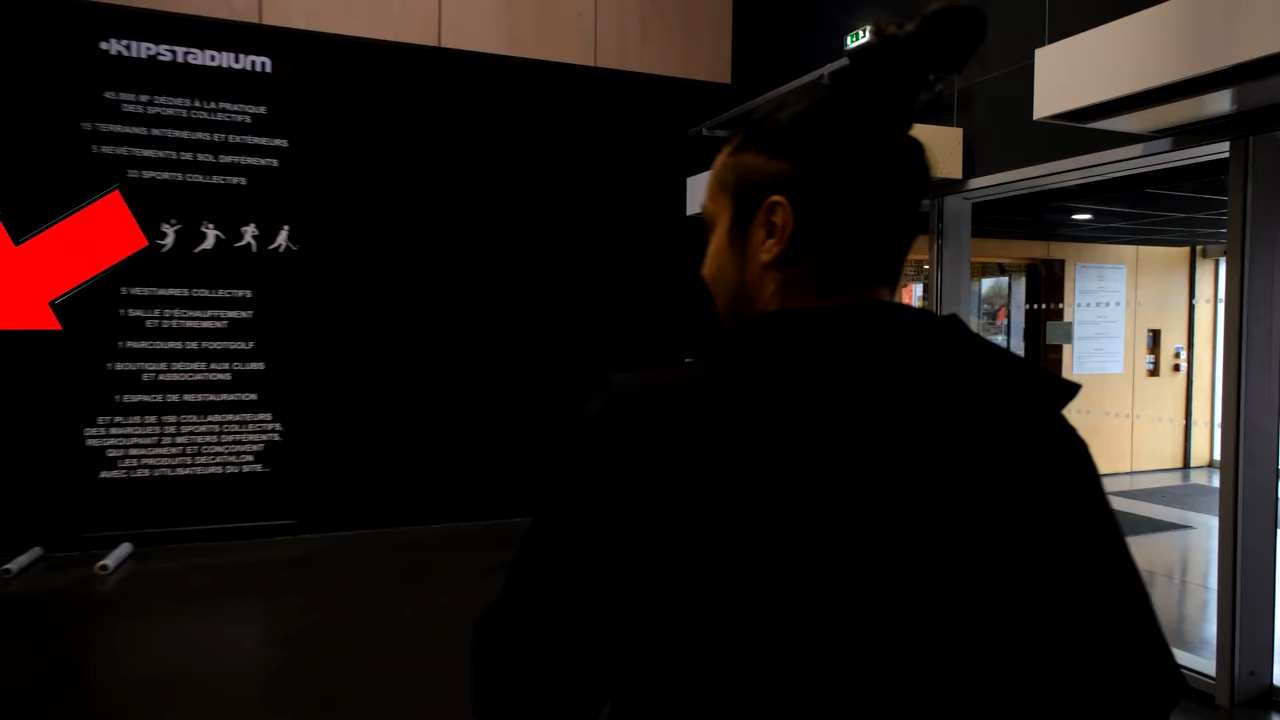 KIPSTADIUM
45.000 M² DÉDIÉS À LA PRATIQUE
DES SPORTS COLLECTIFS
15 TERRAINS INTÉRIEURS ET EXTÉRIEURS
5 REVÊTEMENTS DE SOL DIFFÉRENTS
33 SPORTS COLLECTIFS
5 VESTIAIRES COLLECTIFS
1 SALLE D'ÉCHAUFFEMENT
ET D'ÉTIREMENT
1 PARCOURS DE FOOTGOLF
1 BOUTIQUE DÉDIÉE AUX CLUBS
ET ASSOCIATIONS
1 ESPACE DE RESTAURATION
ET PLUS DE 150 COLLABORATEURS
DES MARQUES DE SPORTS COLLECTIFS,
REGROUPANT 20 MÉTIERS DIFFÉRENTS,
QUI IMAGINENT ET CONÇOIVENT
LES PRODUITS DECATHLON
AVEC LES UTILISATEURS DU SITE...